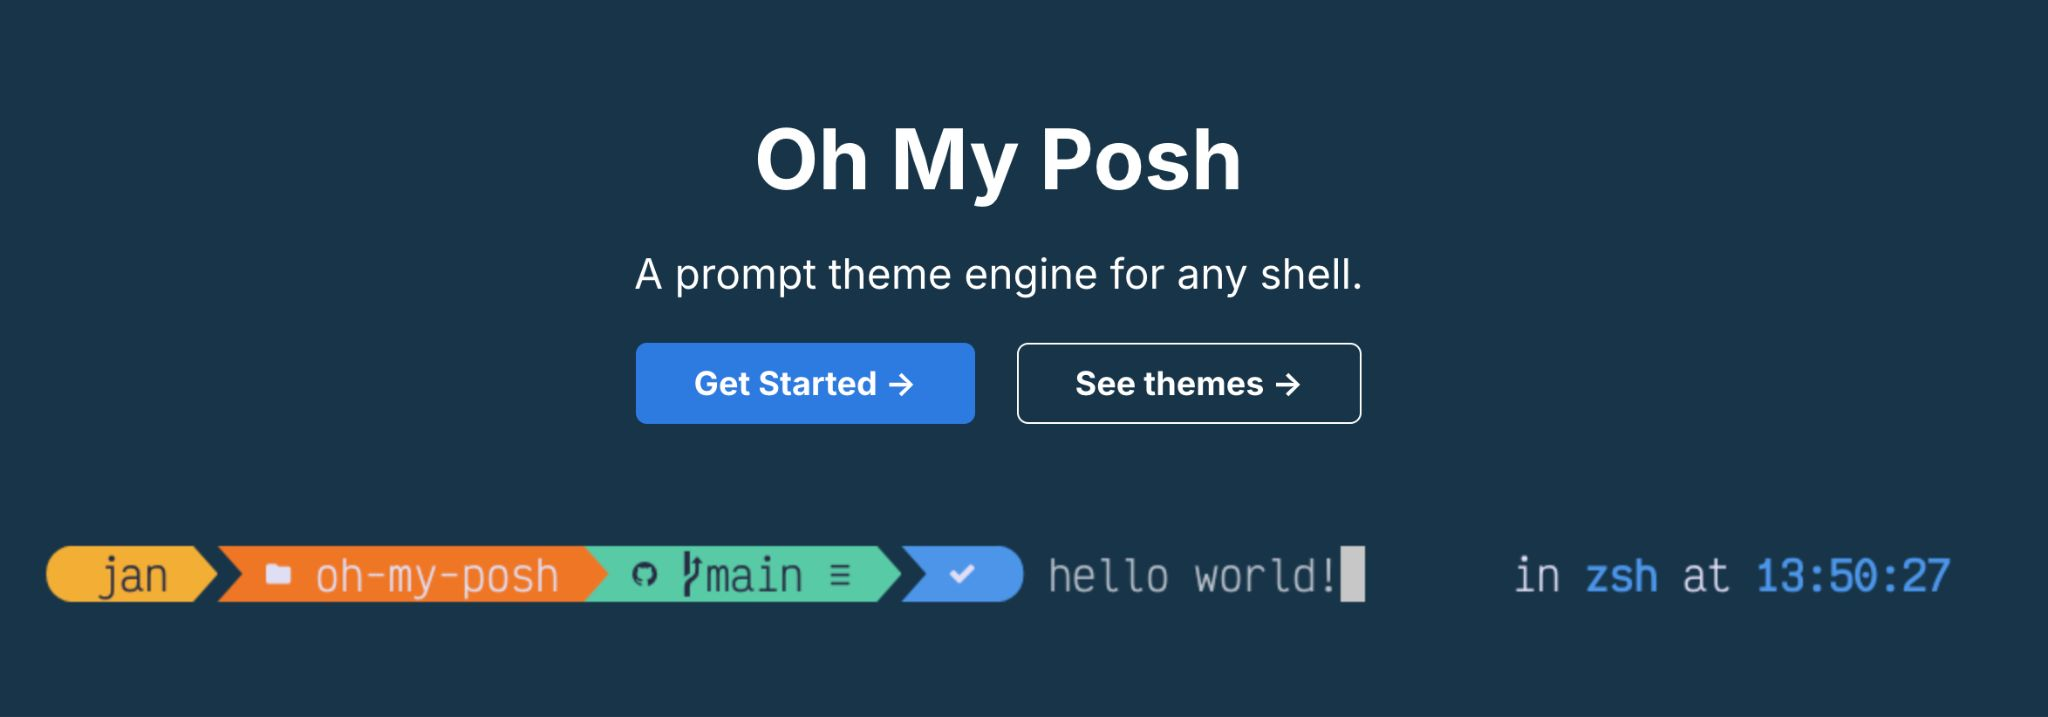 Oh My Posh
A prompt theme engine for any shell.
Get Started → See themes →
jan oh-my-posh main ≡ ✓ hello world! in zsh at 13:50:27